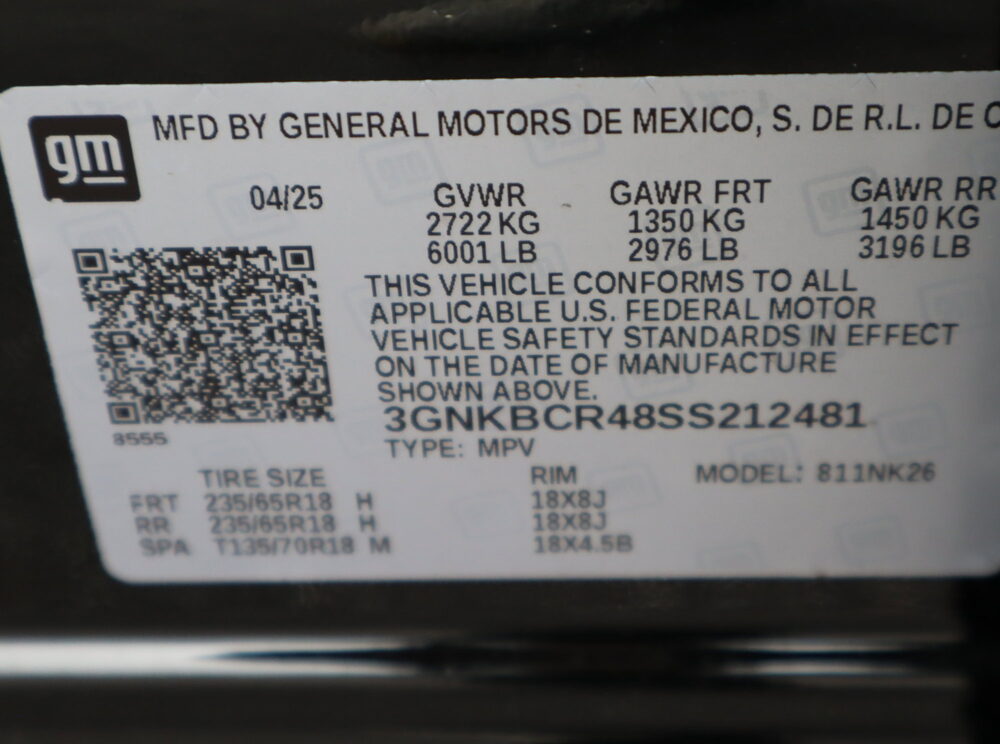 gm
MFD BY GENERAL MOTORS DE MEXICO, S. DE R.L. DE C
04/25
GVWR GAWR FRT GAWR RR
2722 KG 1350 KG 1450 KG
6001 LB 2976 LB 3196 LB
THIS VEHICLE CONFORMS TO ALL
APPLICABLE U.S. FEDERAL MOTOR
VEHICLE SAFETY STANDARDS IN EFFECT
ON THE DATE OF MANUFACTURE
SHOWN ABOVE.
3GNKBCR48SS212481
8555
TYPE: MPV
TIRE SIZE RIM MODEL: 811NK26
FRT 235/65R18 H 18X8J
RR 235/65R18 H 18X8J
SPA T135/70R18 M 18X4.5B